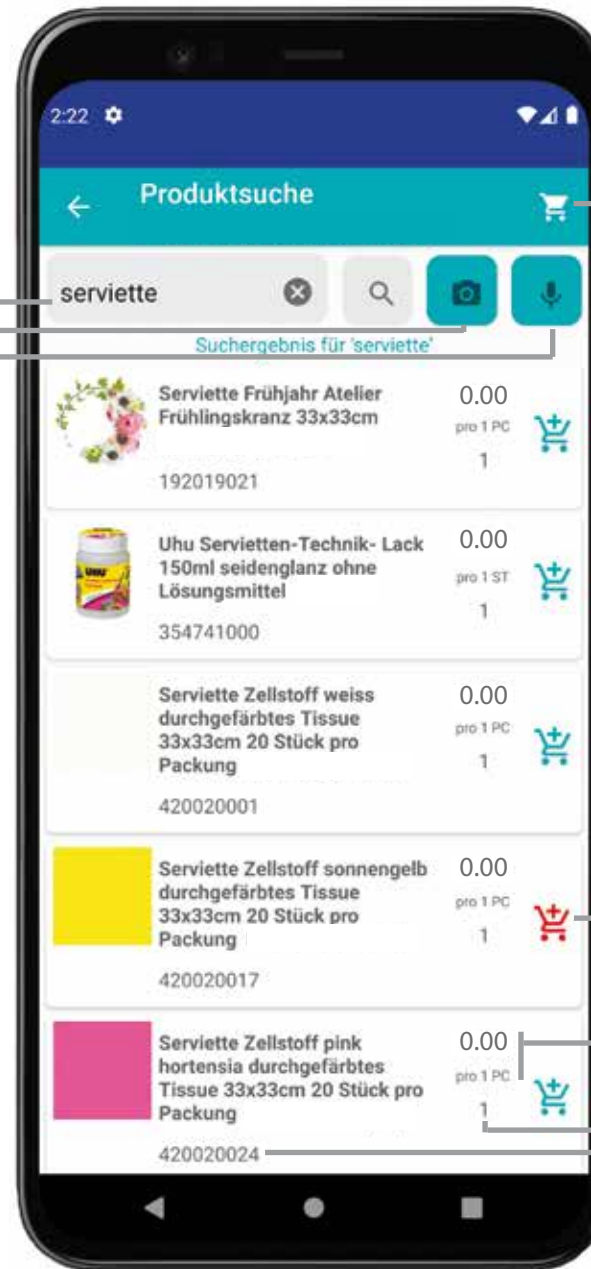 2:22
Produktsuche
serviette
Suchergebnis für 'serviette'
Serviette Frühjahr Atelier
Frühlingskranz 33x33cm
192019021
0.00
pro 1 PC
1
UHU
Uhu Servietten-Technik- Lack
150ml seidenglanz ohne
Lösungsmittel
354741000
0.00
pro 1 ST
1
Serviette Zellstoff weiss
durchgefärbtes Tissue
33x33cm 20 Stück pro
Packung
420020001
0.00
pro 1 PC
1
Serviette Zellstoff sonnengelb
durchgefärbtes Tissue
33x33cm 20 Stück pro
Packung
420020017
0.00
pro 1 PC
1
Serviette Zellstoff pink
hortensia durchgefärbtes
Tissue 33x33cm 20 Stück pro
Packung
420020024
0.00
pro 1 PC
1